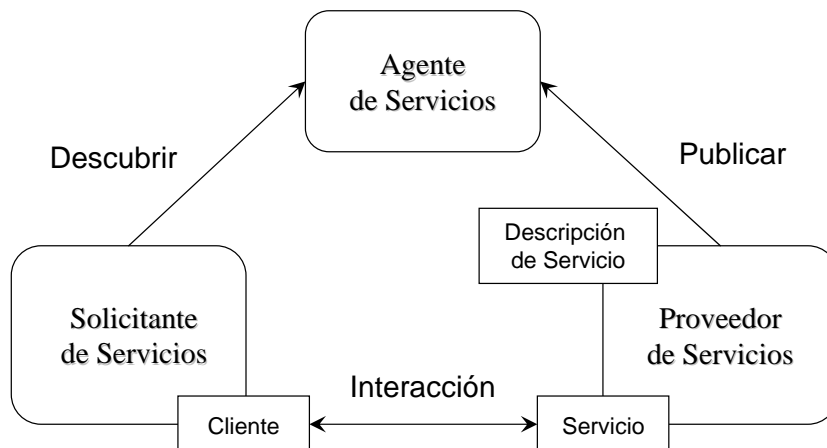 Agente
de Servicios
Descubrir
Publicar
Descripción
de Servicio
Solicitante
de Servicios
Proveedor
de Servicios
Interacción
Cliente
Servicio